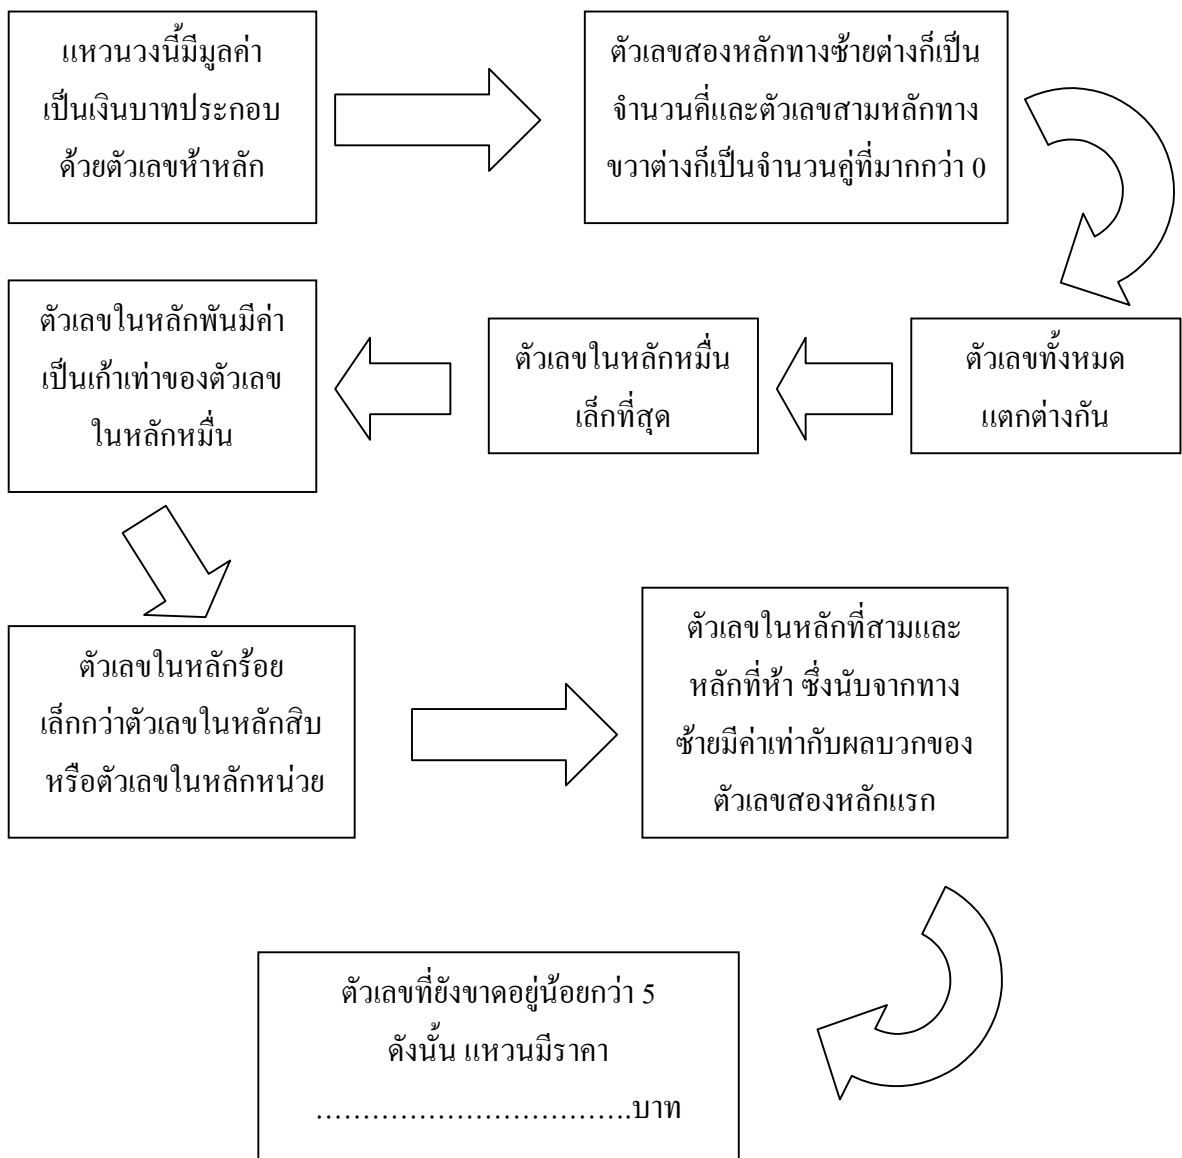 แหวนวงนี้มีมูลค่า
เป็นเงินบาทประกอบ
ด้วยตัวเลขห้าหลัก
ตัวเลขสองหลักทางซ้ายต่างก็เป็น
จำนวนคี่และตัวเลขสามหลักทาง
ขวาต่างก็เป็นจำนวนคู่ที่มากกว่า 0
ตัวเลขทั้งหมด
แตกต่างกัน
ตัวเลขในหลักหมื่น
เล็กที่สุด
ตัวเลขในหลักพันมีค่า
เป็นเก้าเท่าของตัวเลข
ในหลักหมื่น
ตัวเลขในหลักร้อย
เล็กกว่าตัวเลขในหลักสิบ
หรือตัวเลขในหลักหน่วย
ตัวเลขในหลักที่สามและ
หลักที่ห้า ซึ่งนับจากทาง
ซ้ายมีค่าเท่ากับผลบวกของ
ตัวเลขสองหลักแรก
ตัวเลขที่ยังขาดอยู่น้อยกว่า 5
ดังนั้น แหวนมีราคา
……………………………….บาท